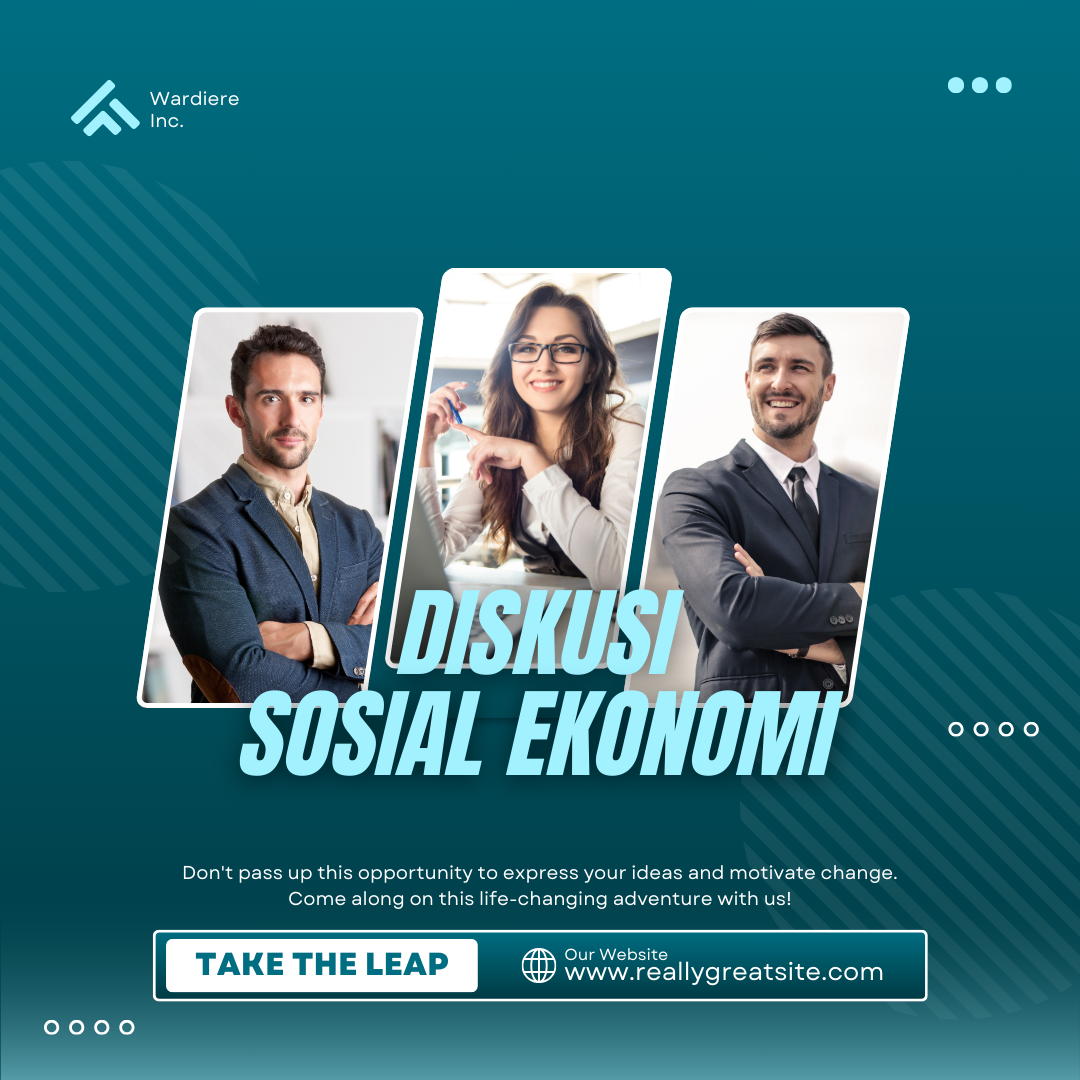 Wardiere
Inc.
DISKUSI
SOSIAL EKONOMI
Don't pass up this opportunity to express your ideas and motivate change.
Come along on this life-changing adventure with us!
TAKE THE LEAP
Our Website
www.reallygreatsite.com